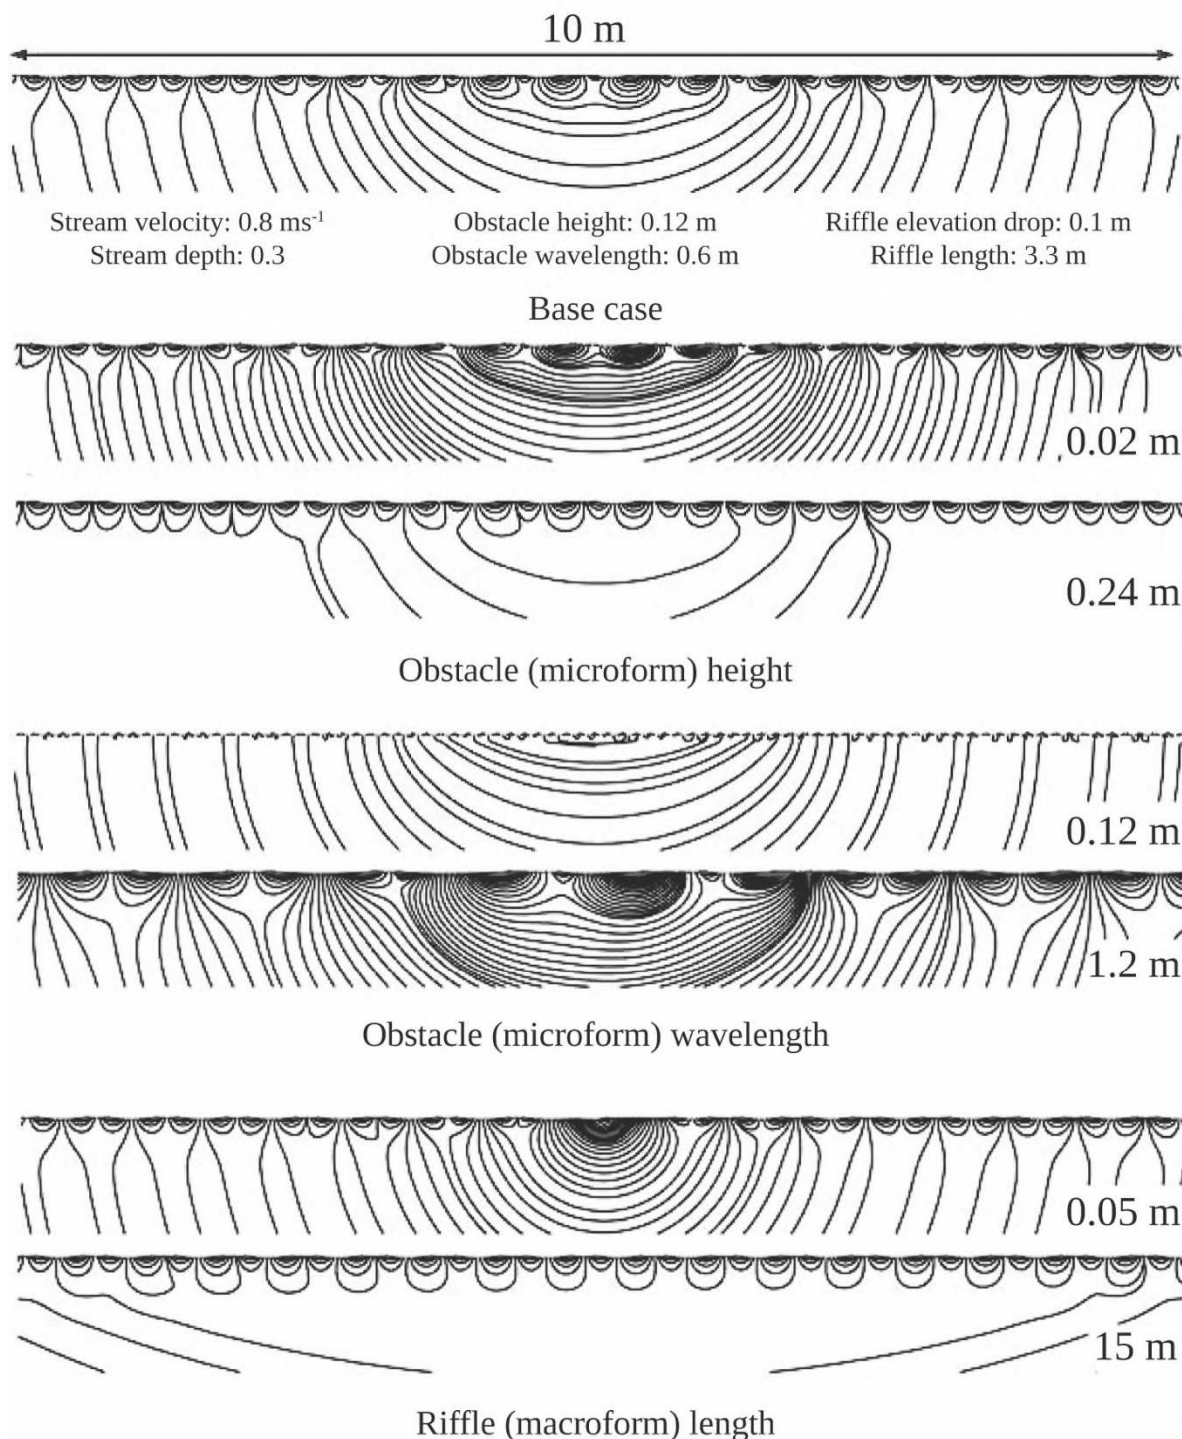 10 m
Stream velocity: 0.8 ms⁻¹ Obstacle height: 0.12 m Riffle elevation drop: 0.1 m
Stream depth: 0.3 Obstacle wavelength: 0.6 m Riffle length: 3.3 m
Base case
0.02 m
0.24 m
Obstacle (microform) height
0.12 m
1.2 m
Obstacle (microform) wavelength
0.05 m
15 m
Riffle (macroform) length